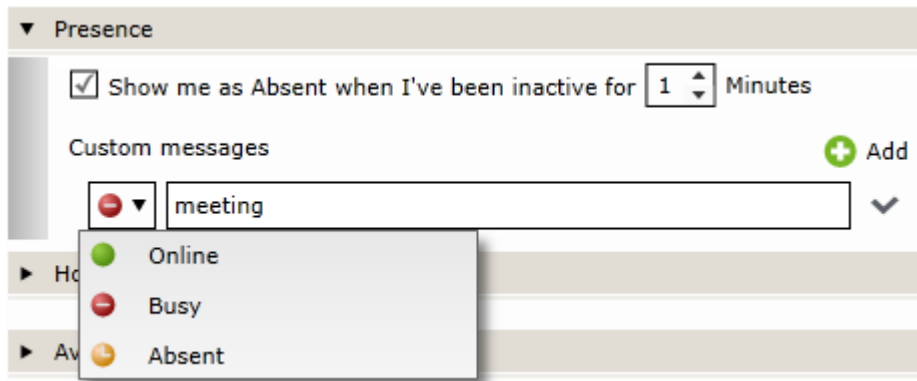 Presence
Show me as Absent when I've been inactive for 1 Minutes
Custom messages Add
meeting
Online
Busy
Absent